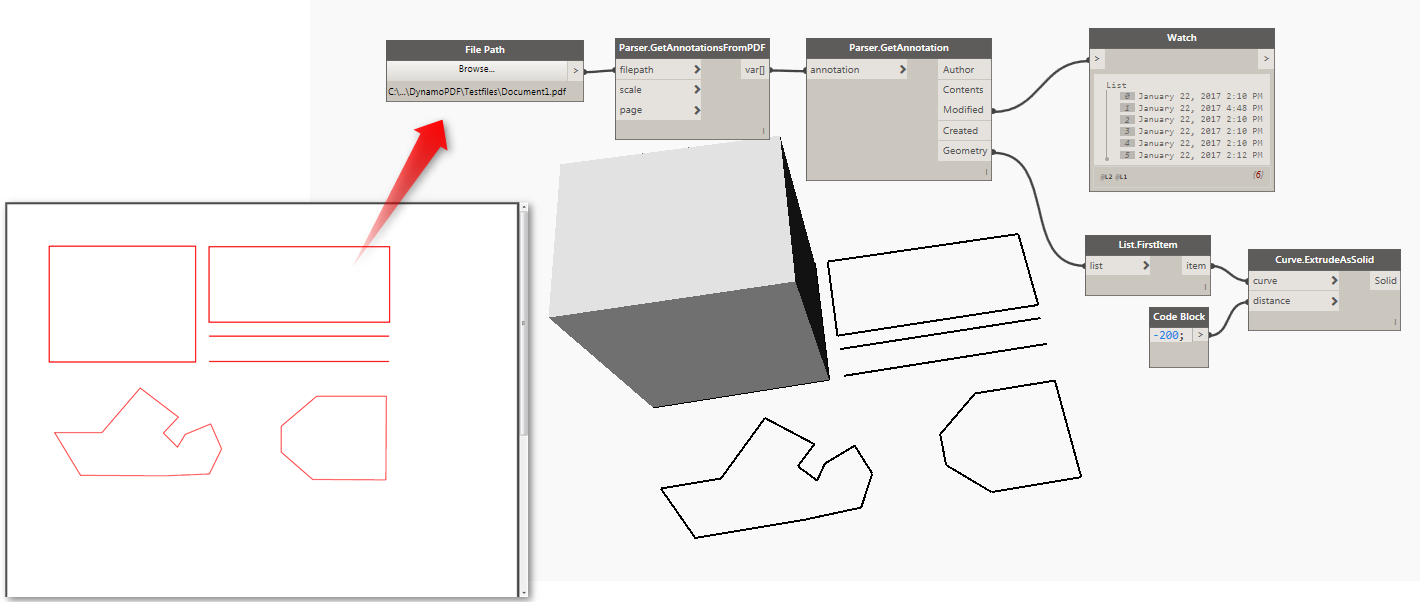 File Path
Browse...
>
C:\...\DynamoPDF\Testfiles\Document1.pdf
Parser.GetAnnotationsFromPDF
filepath > var[]
scale >
page >
l
Parser.GetAnnotation
annotation > Author
Contents
Modified
Created
Geometry
l
Watch
> >
List
0 January 22, 2017 2:10 PM
1 January 22, 2017 4:48 PM
2 January 22, 2017 2:10 PM
3 January 22, 2017 2:10 PM
4 January 22, 2017 2:10 PM
5 January 22, 2017 2:12 PM
@L2 @L1 {6}
List.FirstItem
list > item
l
Code Block
-200; >
Curve.ExtrudeAsSolid
curve > Solid
distance >
l